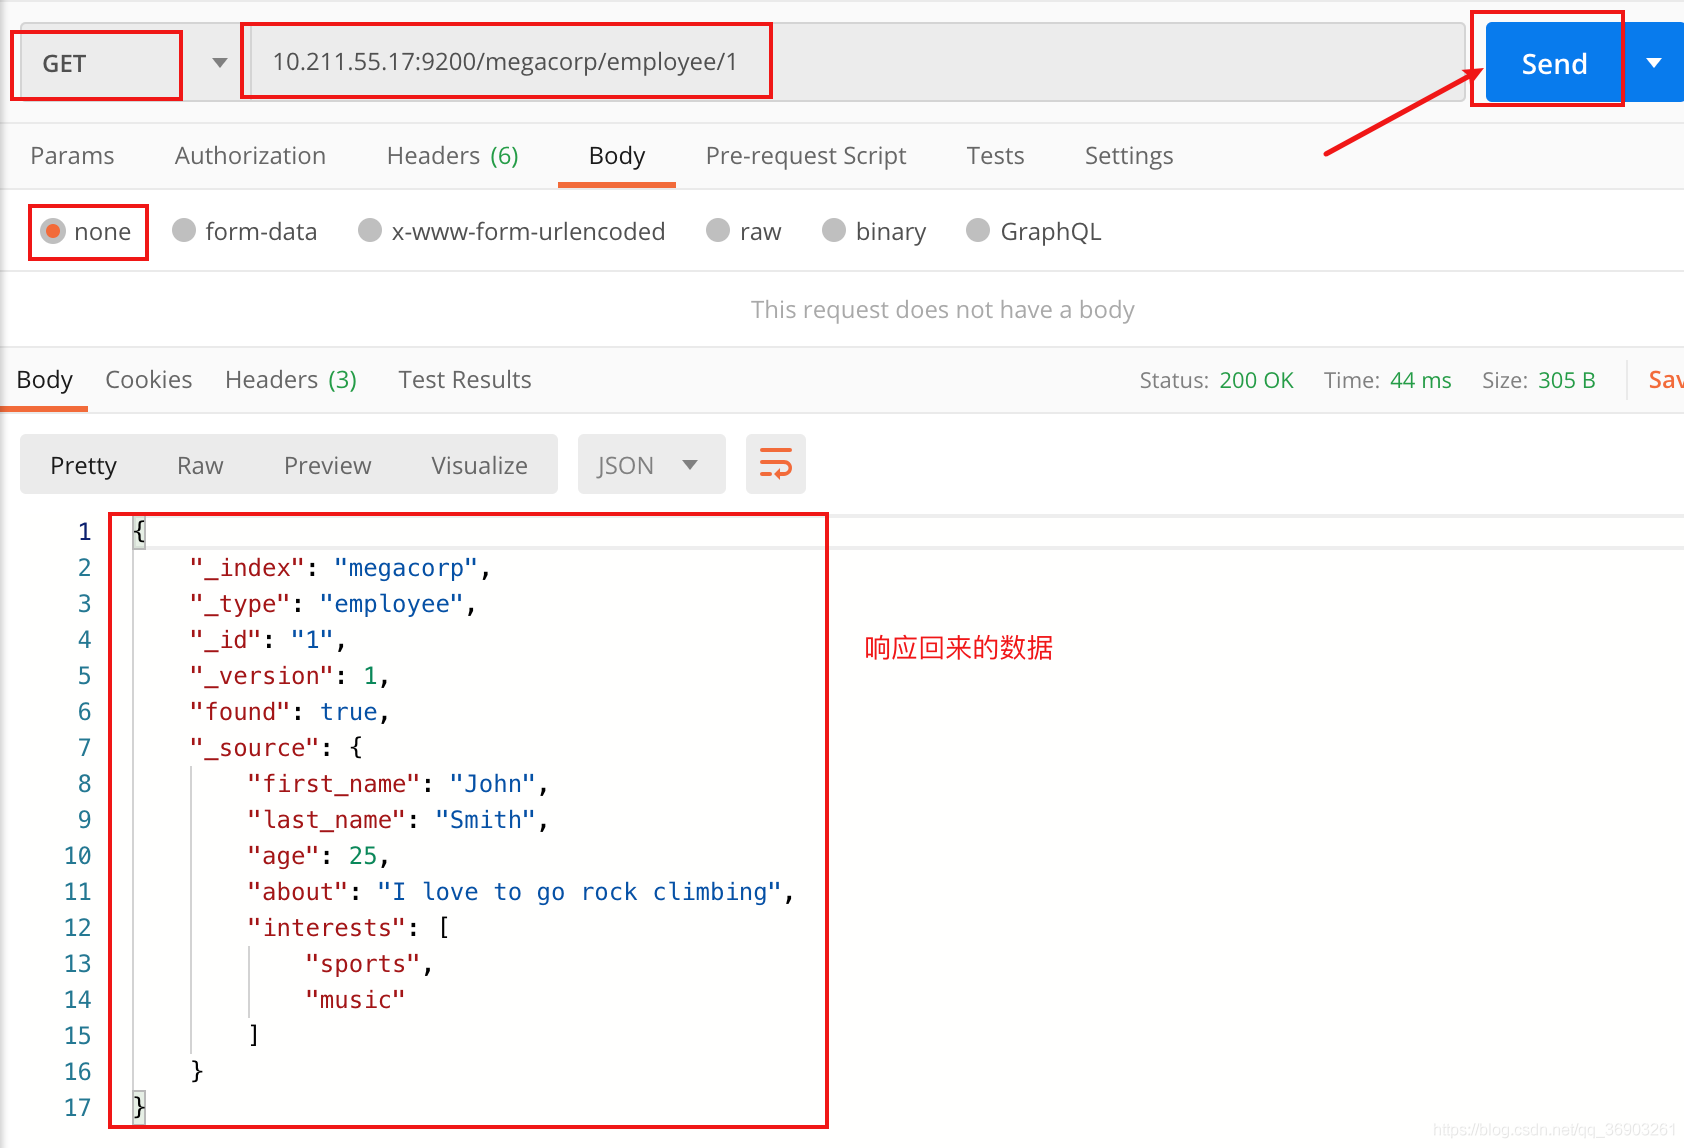 GET 10.211.55.17:9200/megacorp/employee/1 Send
Params Authorization Headers (6) Body Pre-request Script Tests Settings
none form-data x-www-form-urlencoded raw binary GraphQL
This request does not have a body
Body Cookies Headers (3) Test Results Status: 200 OK Time: 44 ms Size: 305 B Sav
Pretty Raw Preview Visualize JSON
1 {
2 "_index": "megacorp",
3 "_type": "employee",
4 "_id": "1",
5 "_version": 1,
响应回来的数据
6 "found": true,
7 "_source": {
8 "first_name": "John",
9 "last_name": "Smith",
10 "age": 25,
11 "about": "I love to go rock climbing",
12 "interests": [
13 "sports",
14 "music"
15 ]
16 }
17 }
https://blog.csdn.net/qq_36903261